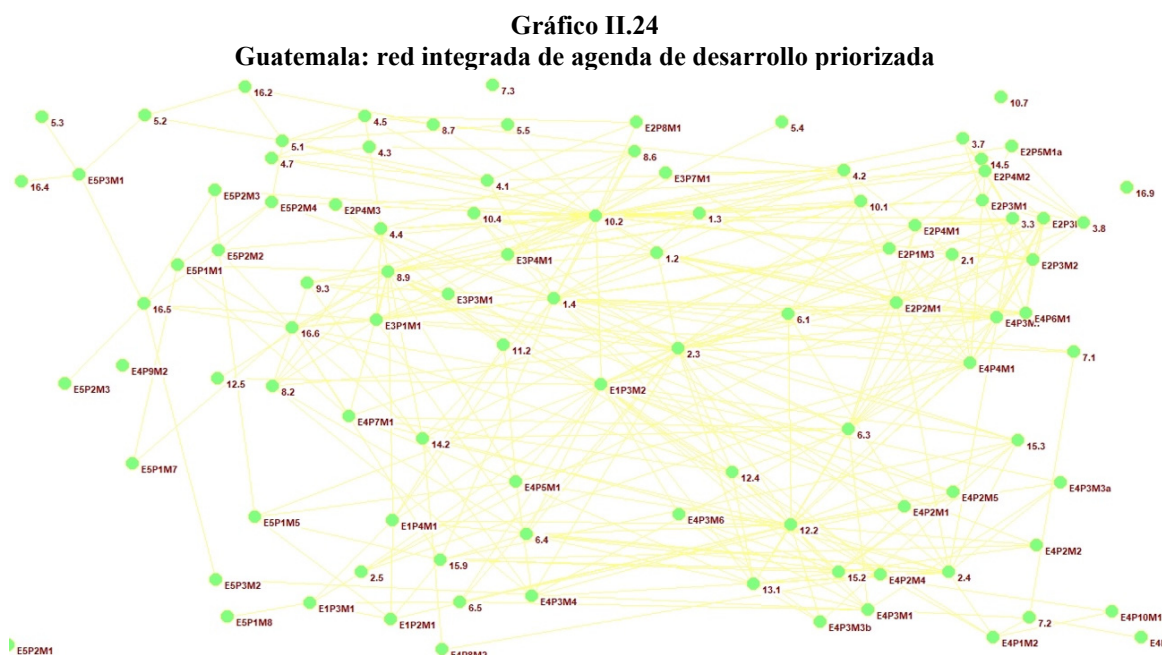 Gráfico II.24
Guatemala: red integrada de agenda de desarrollo priorizada
7.3
16.2
10.7
5.3
5.2
4.5
8.7
5.5
E2P8M1
5.4
5.1
4.3
3.7
E2P5M1a
4.7
8.6
14.5
16.4
E5P3M1
4.1
E3P7M1
4.2
E2P4M2
16.9
E5P2M3
E5P2M4
E2P4M3
10.4
10.2
1.3
10.1
E2P3M1
4.4
E2P4M1
3.3
3.8
E5P2M2
E3P4M1
1.2
E2P1M3
2.1
E2P3M2
E5P1M1
8.9
9.3
E3P3M1
1.4
E2P2M1
16.5
16.6
E3P1M1
6.1
E4P6M1
11.2
2.3
7.1
E4P9M2
E4P4M1
E5P2M3
12.5
8.2
E1P3M2
E4P7M1
14.2
6.3
15.3
E5P1M7
12.4
E4P5M1
E4P3M3a
E4P2M5
E4P2M1
E5P1M5
E1P4M1
E4P3M6
12.2
6.4
E4P2M2
15.9
2.5
15.2
E4P2M4
2.4
E5P3M2
13.1
E1P3M1
6.5
E4P3M4
E4P3M1
E4P10M1
E5P1M8
E1P2M1
E4P3M3b
7.2
E4P1M2
E5P2M1